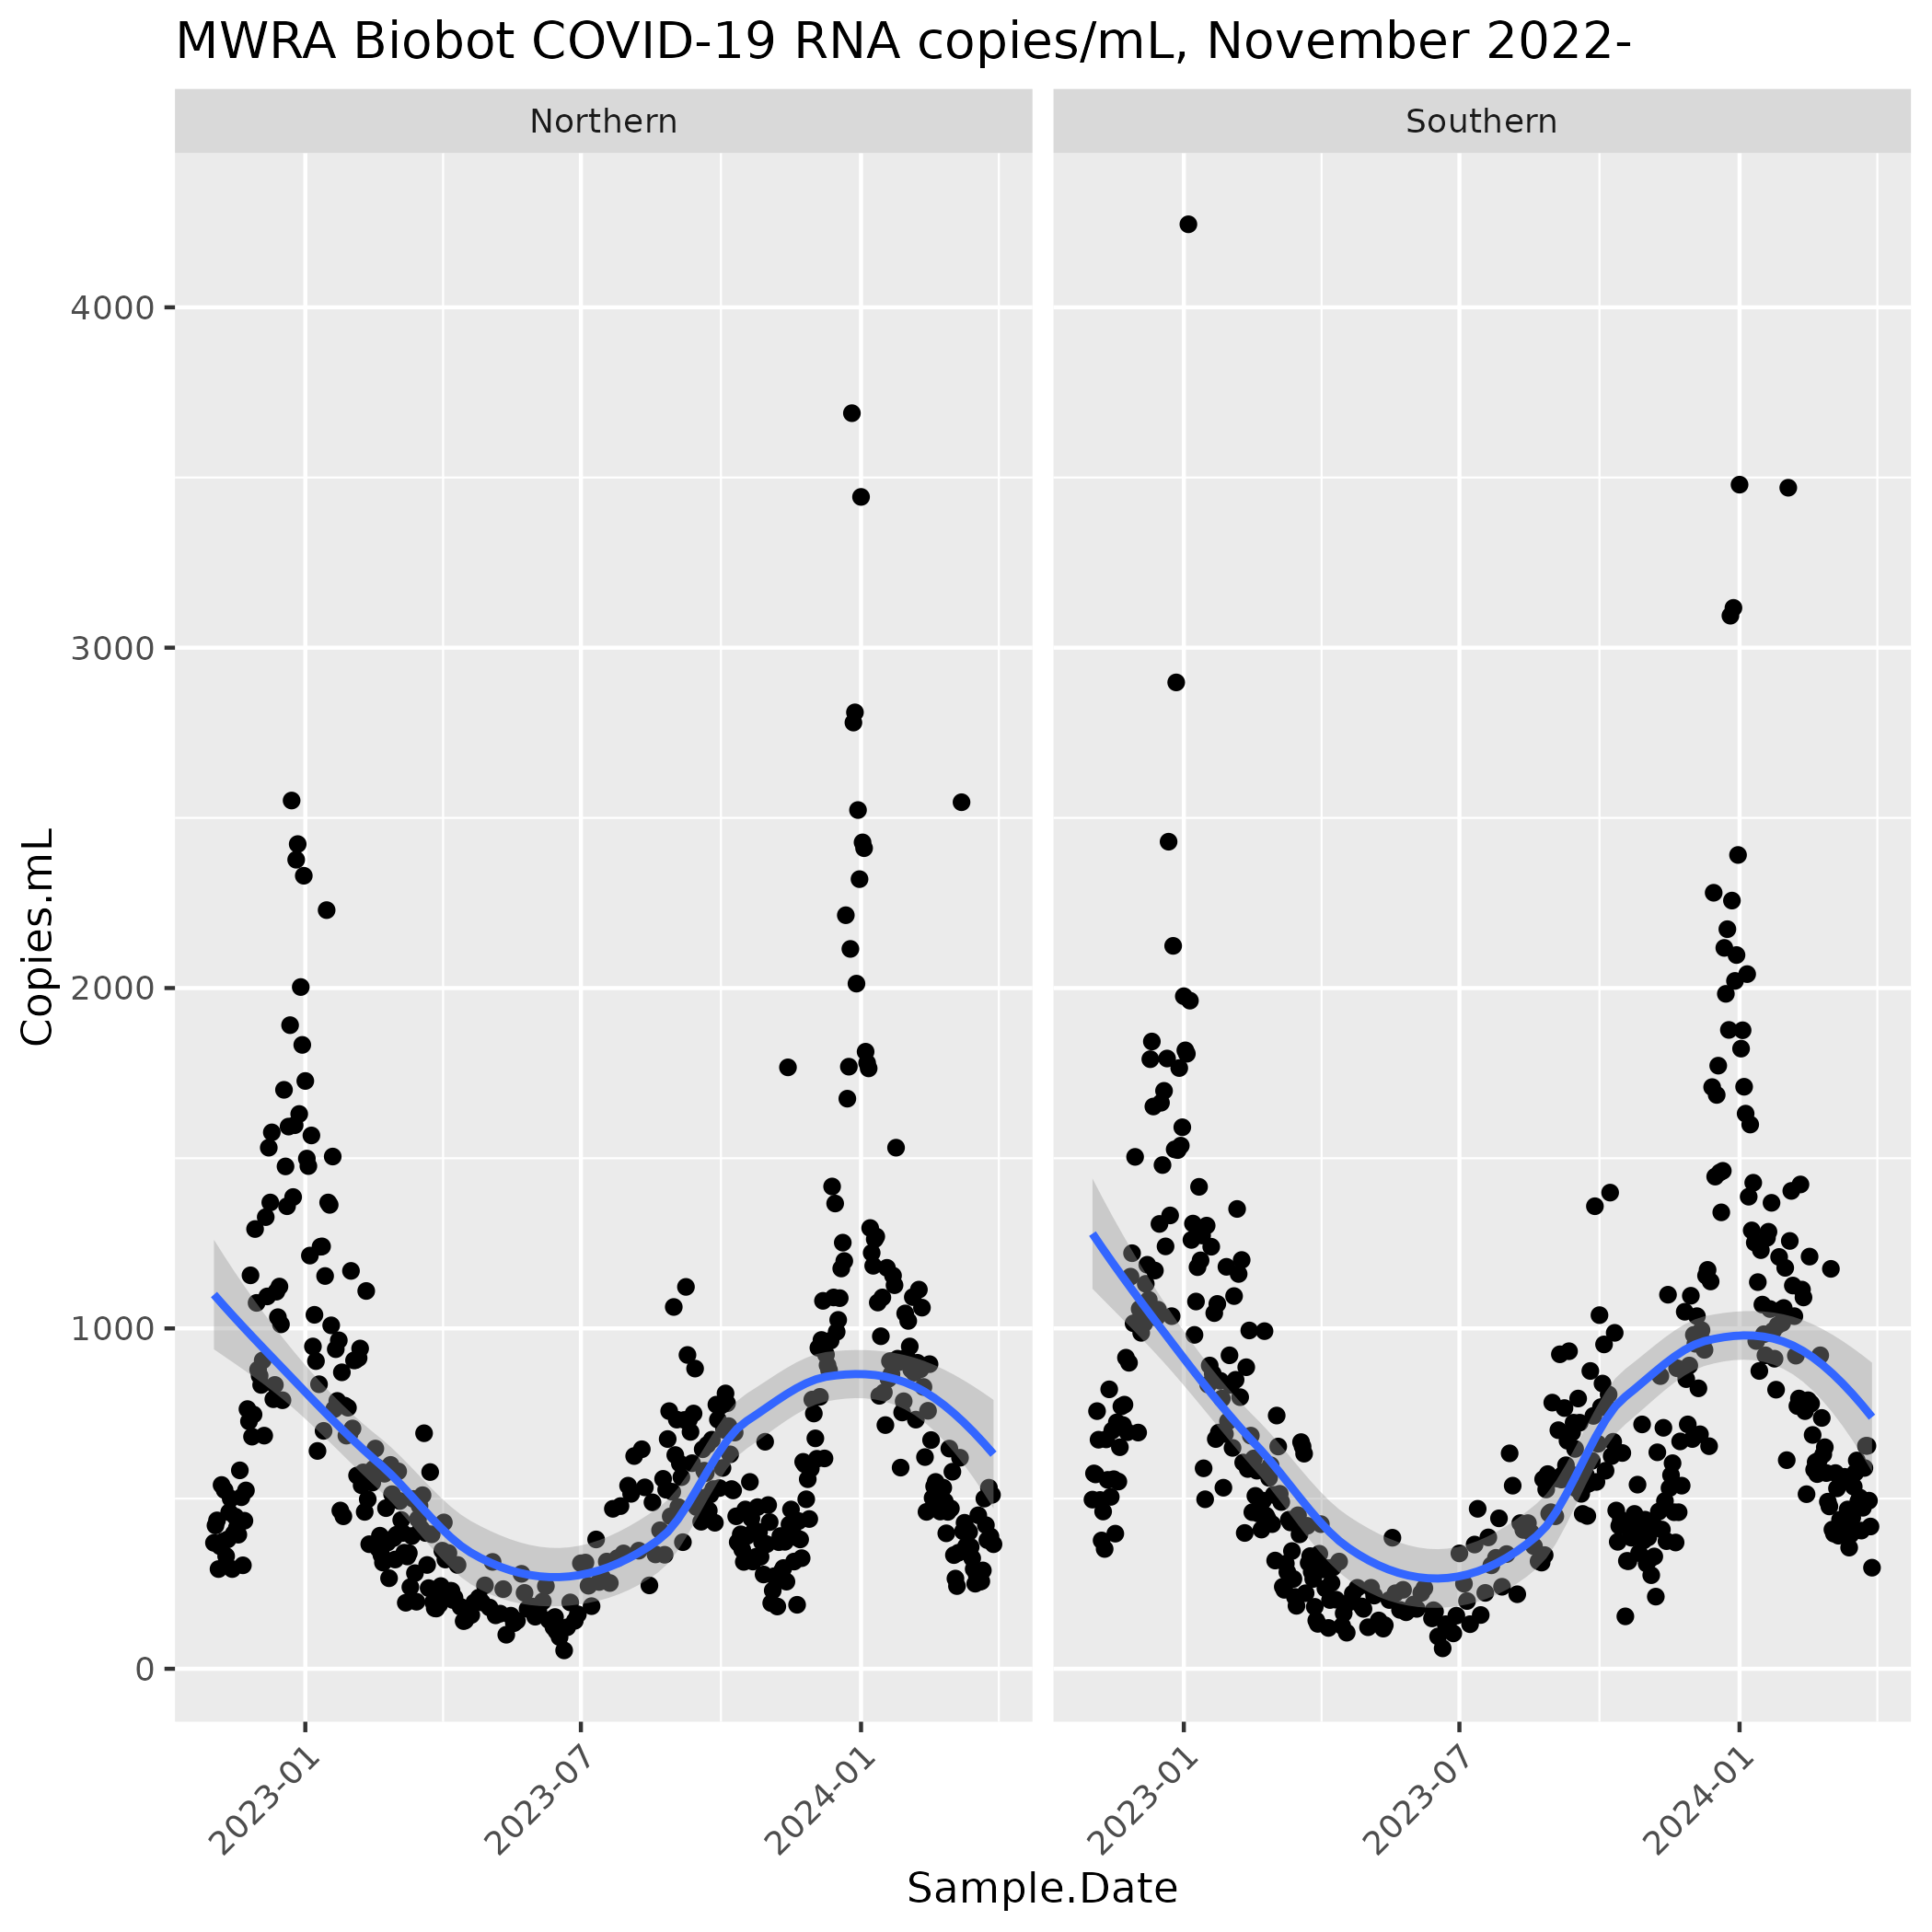 MWRA Biobot COVID-19 RNA copies/mL, November 2022-
Northern
Southern
Copies.mL
4000
3000
2000
1000
0
2023-01
2023-07
2024-01
2023-01
2023-07
2024-01
Sample.Date